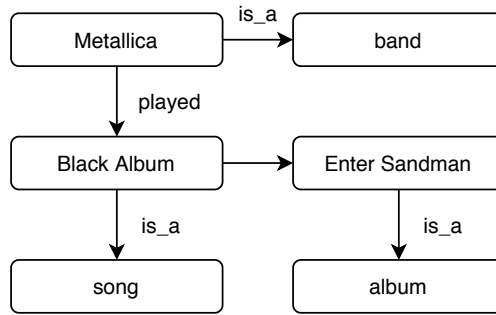 is_a
Metallica
band
played
Black Album
Enter Sandman
is_a
is_a
song
album